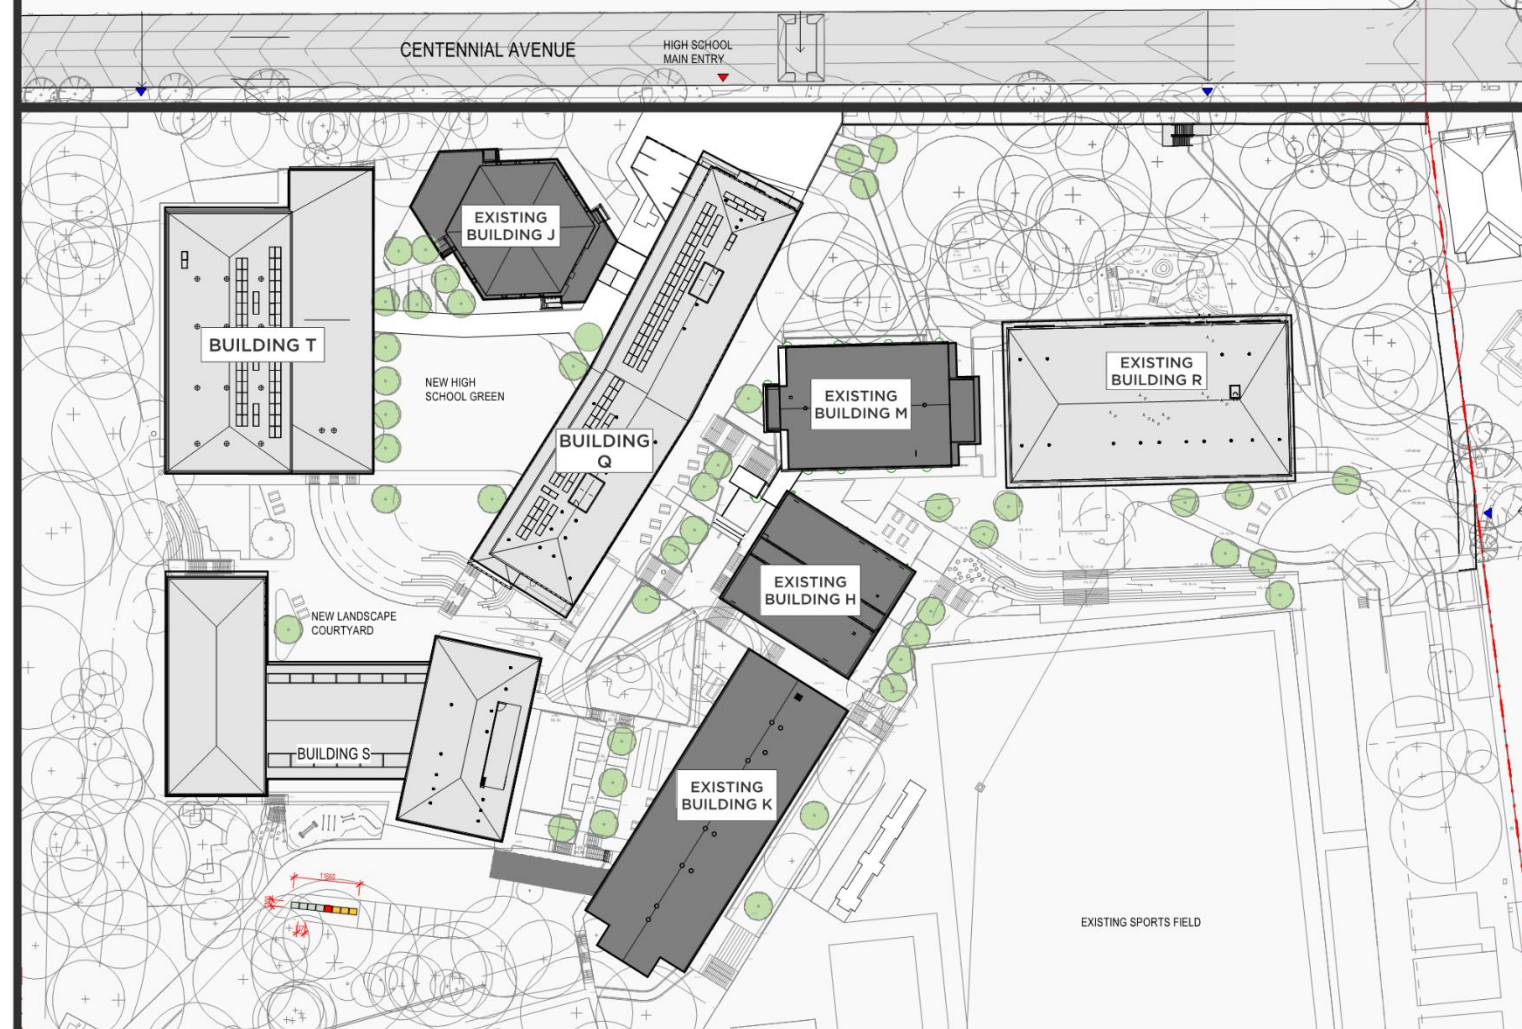 CENTENNIAL AVENUE
HIGH SCHOOL
MAIN ENTRY
EXISTING
BUILDING J
BUILDING T
NEW HIGH
SCHOOL GREEN
EXISTING
BUILDING M
EXISTING
BUILDING R
BUILDING
Q
EXISTING
BUILDING H
NEW LANDSCAPE
COURTYARD
BUILDING S
EXISTING
BUILDING K
EXISTING SPORTS FIELD